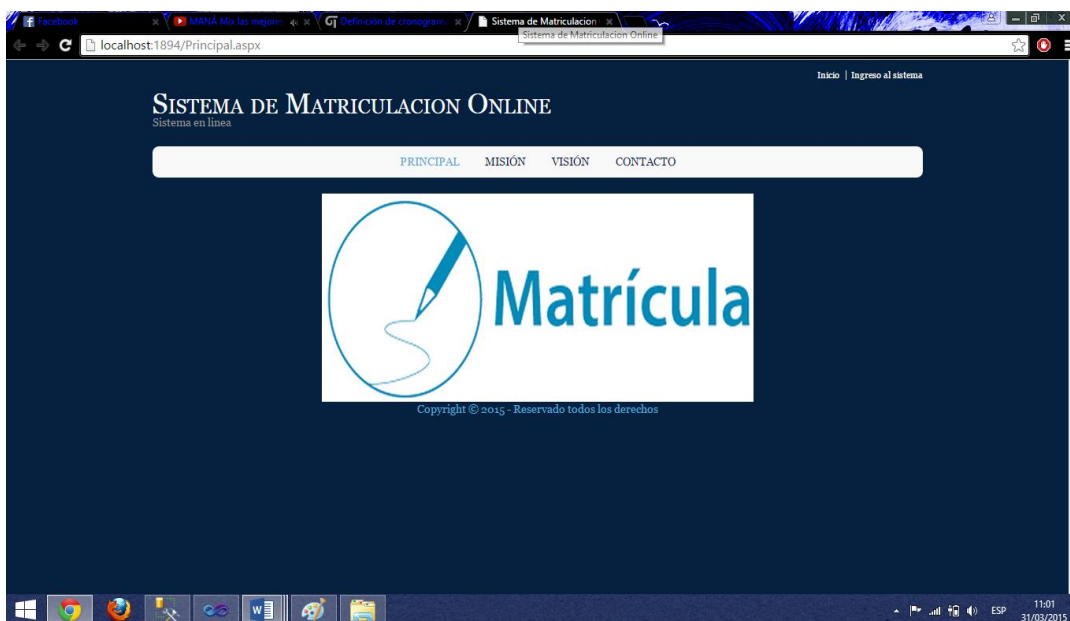 Facebook
MANÁ Mix las mejores
Definición de cronograma
Sistema de Matriculacion
Sistema de Matriculacion Online
localhost:1894/Principal.aspx
Inicio | Ingreso al sistema
SISTEMA DE MATRICULACION ONLINE
Sistema en linea
PRINCIPAL MISIÓN VISIÓN CONTACTO
Matrícula
Copyright © 2015 - Reservado todos los derechos
ESP
11:01
31/03/2015